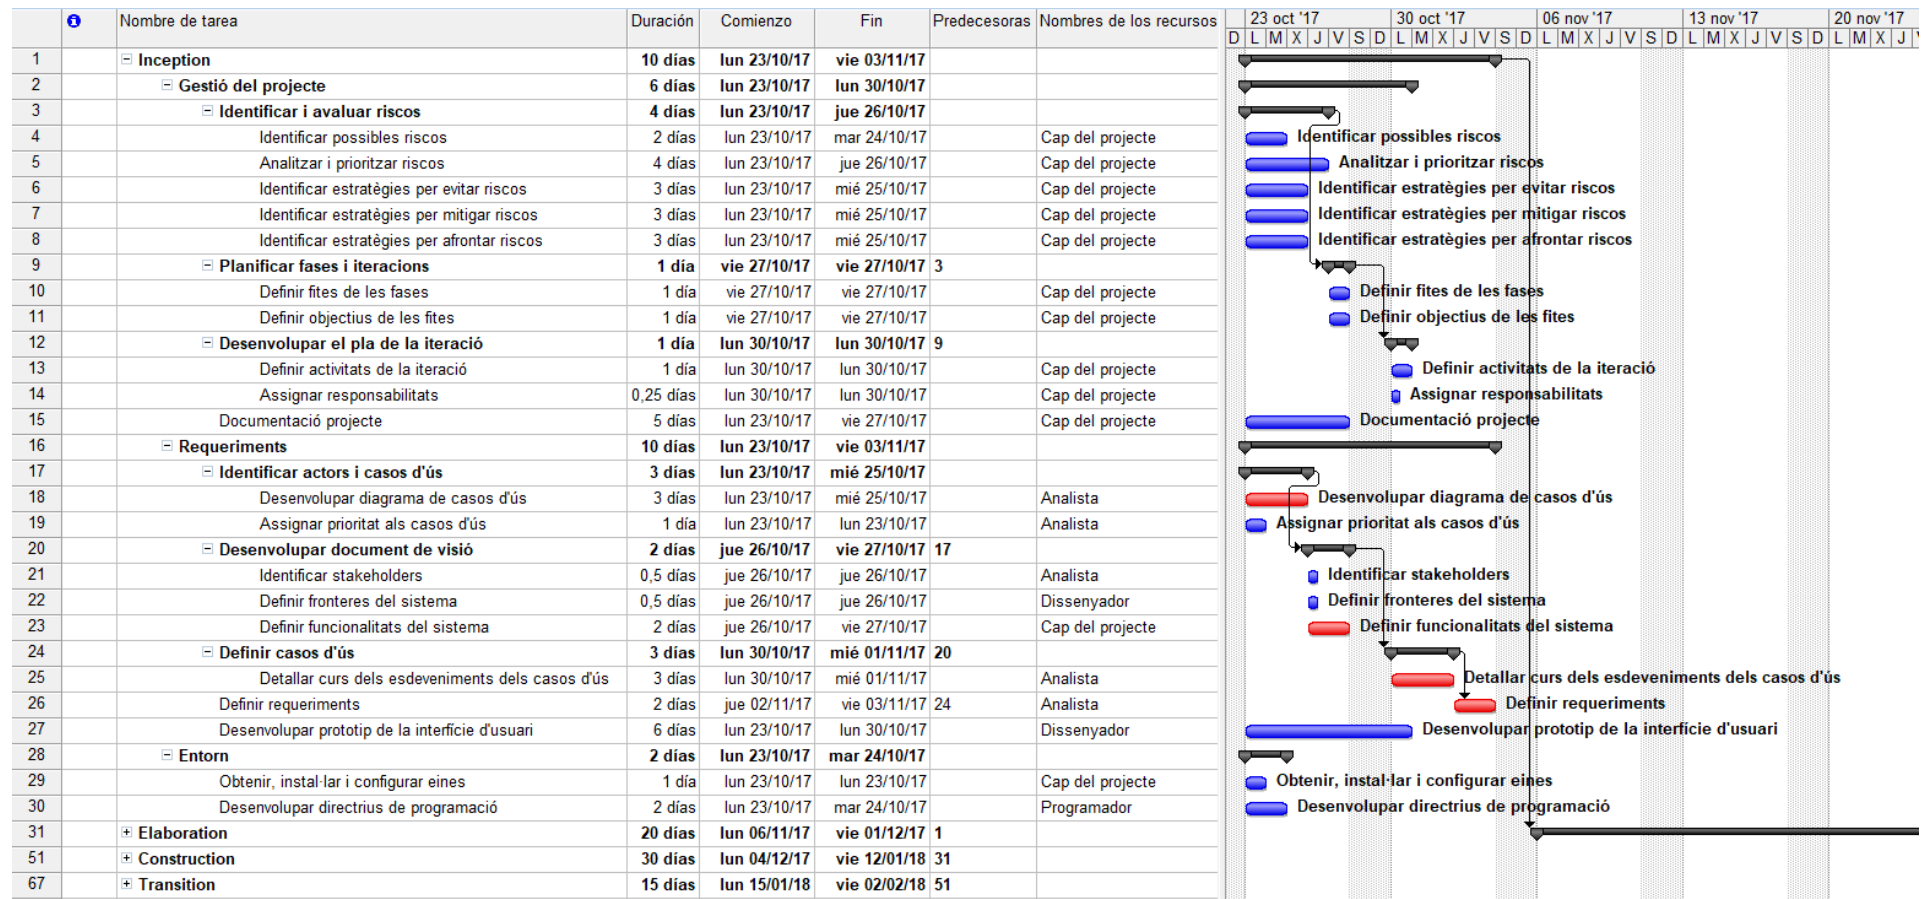 Nombre de tarea Duración Comienzo Fin Predecesoras Nombres de los recursos 23 oct '17 30 oct '17 06 nov '17 13 nov '17 20 nov '17
D L M X J V S D L M X J V S D L M X J V S D L M X J V S D L M X J
1 Inception 10 días lun 23/10/17 vie 03/11/17
2 Gestió del projecte 6 días lun 23/10/17 lun 30/10/17
3 Identificar i avaluar riscos 4 días lun 23/10/17 jue 26/10/17
4 Identificar possibles riscos 2 días lun 23/10/17 mar 24/10/17 Cap del projecte Identificar possibles riscos
5 Analitzar i prioritzar riscos 4 días lun 23/10/17 jue 26/10/17 Cap del projecte Analitzar i prioritzar riscos
6 Identificar estratègies per evitar riscos 3 días lun 23/10/17 mié 25/10/17 Cap del projecte Identificar estratègies per evitar riscos
7 Identificar estratègies per mitigar riscos 3 días lun 23/10/17 mié 25/10/17 Cap del projecte Identificar estratègies per mitigar riscos
8 Identificar estratègies per afrontar riscos 3 días lun 23/10/17 mié 25/10/17 Cap del projecte Identificar estratègies per afrontar riscos
9 Planificar fases i iteracions 1 día vie 27/10/17 vie 27/10/17 3
10 Definir fites de les fases 1 día vie 27/10/17 vie 27/10/17 Cap del projecte Definir fites de les fases
11 Definir objectius de les fites 1 día vie 27/10/17 vie 27/10/17 Cap del projecte Definir objectius de les fites
12 Desenvolupar el pla de la iteració 1 día lun 30/10/17 lun 30/10/17 9
13 Definir activitats de la iteració 1 día lun 30/10/17 lun 30/10/17 Cap del projecte Definir activitats de la iteració
14 Assignar responsabilitats 0,25 días lun 30/10/17 lun 30/10/17 Cap del projecte Assignar responsabilitats
15 Documentació projecte 5 días lun 23/10/17 vie 27/10/17 Cap del projecte Documentació projecte
16 Requeriments 10 días lun 23/10/17 vie 03/11/17
17 Identificar actors i casos d'ús 3 días lun 23/10/17 mié 25/10/17
18 Desenvolupar diagrama de casos d'ús 3 días lun 23/10/17 mié 25/10/17 Analista Desenvolupar diagrama de casos d'ús
19 Assignar prioritat als casos d'ús 1 día lun 23/10/17 lun 23/10/17 Analista Assignar prioritat als casos d'ús
20 Desenvolupar document de visió 2 días jue 26/10/17 vie 27/10/17 17
21 Identificar stakeholders 0,5 días jue 26/10/17 jue 26/10/17 Analista Identificar stakeholders
22 Definir fronteres del sistema 0,5 días jue 26/10/17 jue 26/10/17 Dissenyador Definir fronteres del sistema
23 Definir funcionalitats del sistema 2 días jue 26/10/17 vie 27/10/17 Cap del projecte Definir funcionalitats del sistema
24 Definir casos d'ús 3 días lun 30/10/17 mié 01/11/17 20
25 Detallar curs dels esdeveniments dels casos d'ús 3 días lun 30/10/17 mié 01/11/17 Analista Detallar curs dels esdeveniments dels casos d'ús
26 Definir requeriments 2 días jue 02/11/17 vie 03/11/17 24 Analista Definir requeriments
27 Desenvolupar prototip de la interfície d'usuari 6 días lun 23/10/17 lun 30/10/17 Dissenyador Desenvolupar prototip de la interfície d'usuari
28 Entorn 2 días lun 23/10/17 mar 24/10/17
29 Obtenir, instal·lar i configurar eines 1 día lun 23/10/17 lun 23/10/17 Cap del projecte Obtenir, instal·lar i configurar eines
30 Desenvolupar directrius de programació 2 días lun 23/10/17 mar 24/10/17 Programador Desenvolupar directrius de programació
31 Elaboration 20 días lun 06/11/17 vie 01/12/17 1
51 Construction 30 días lun 04/12/17 vie 12/01/18 31
67 Transition 15 días lun 15/01/18 vie 02/02/18 51